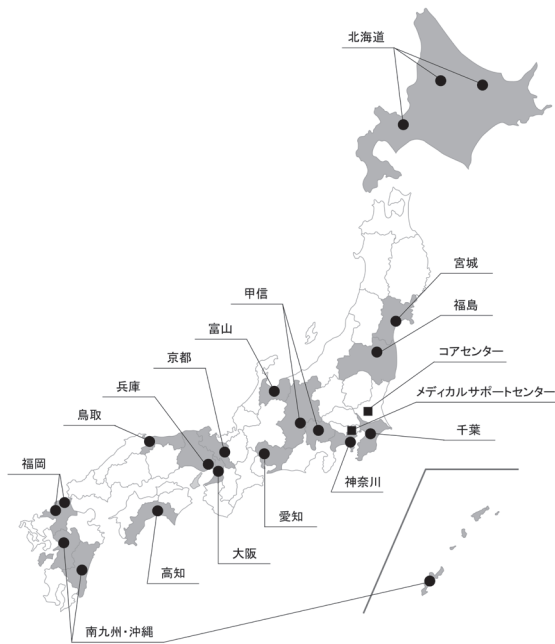 北海道
宮城
甲信
福島
富山
京都
コアセンター
兵庫
メディカルサポートセンター
鳥取
千葉
福岡
神奈川
愛知
大阪
高知
南九州・沖縄